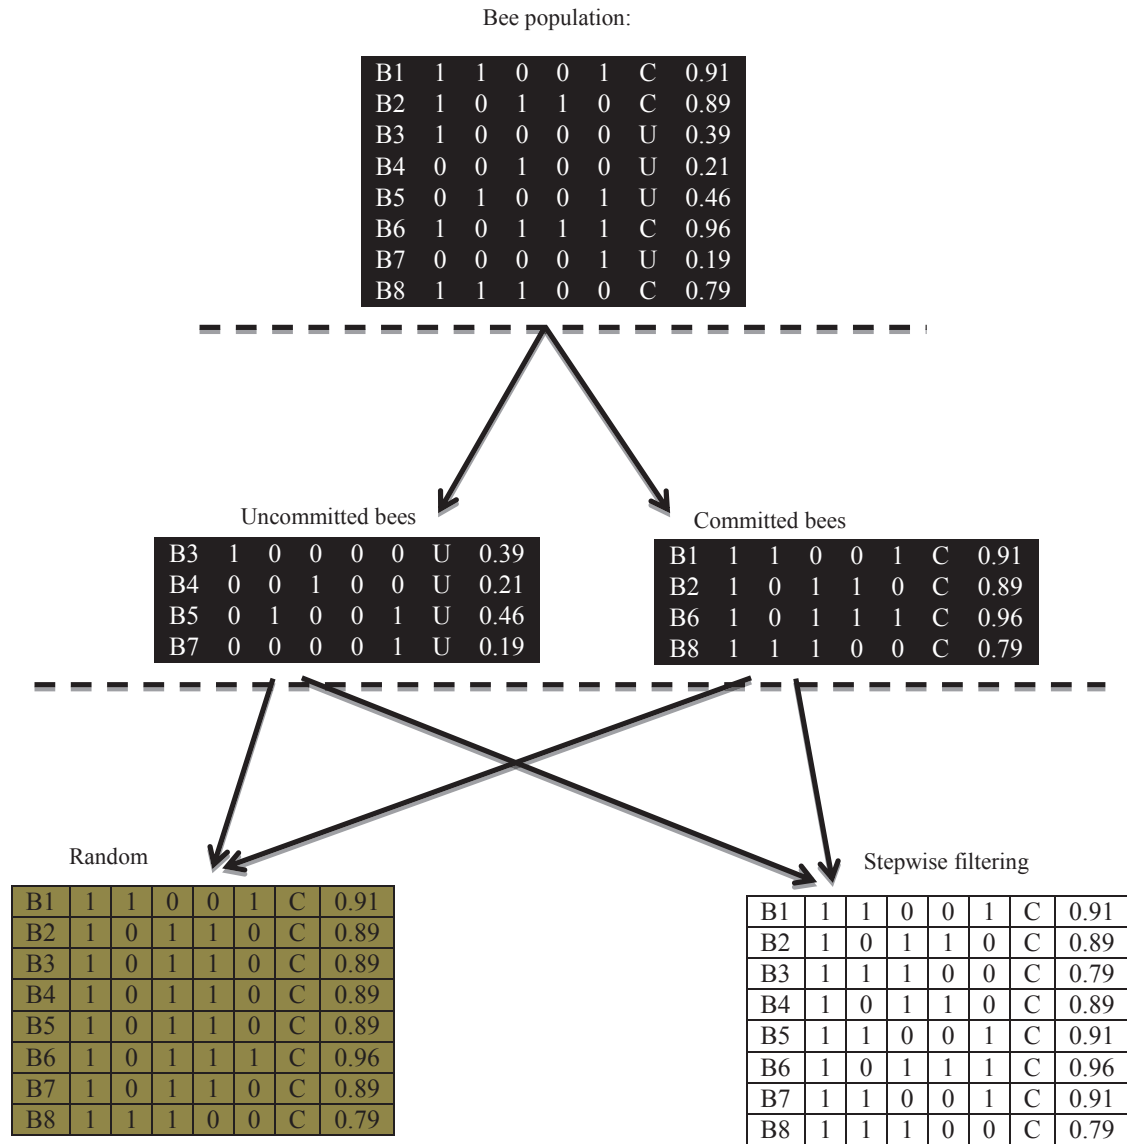 Bee population:
B1 1 1 0 0 1 C 0.91
B2 1 0 1 1 0 C 0.89
B3 1 0 0 0 0 U 0.39
B4 0 0 1 0 0 U 0.21
B5 0 1 0 0 1 U 0.46
B6 1 0 1 1 1 C 0.96
B7 0 0 0 0 1 U 0.19
B8 1 1 1 0 0 C 0.79
Uncommitted bees
B3 1 0 0 0 0 U 0.39
B4 0 0 1 0 0 U 0.21
B5 0 1 0 0 1 U 0.46
B7 0 0 0 0 1 U 0.19
Committed bees
B1 1 1 0 0 1 C 0.91
B2 1 0 1 1 0 C 0.89
B6 1 0 1 1 1 C 0.96
B8 1 1 1 0 0 C 0.79
Random
B1 1 1 0 0 1 C 0.91
B2 1 0 1 1 0 C 0.89
B3 1 0 1 1 0 C 0.89
B4 1 0 1 1 0 C 0.89
B5 1 0 1 1 0 C 0.89
B6 1 0 1 1 1 C 0.96
B7 1 0 1 1 0 C 0.89
B8 1 1 1 0 0 C 0.79
Stepwise filtering
B1 1 1 0 0 1 C 0.91
B2 1 0 1 1 0 C 0.89
B3 1 1 1 0 0 C 0.79
B4 1 0 1 1 0 C 0.89
B5 1 1 0 0 1 C 0.91
B6 1 0 1 1 1 C 0.96
B7 1 1 0 0 1 C 0.91
B8 1 1 1 0 0 C 0.79